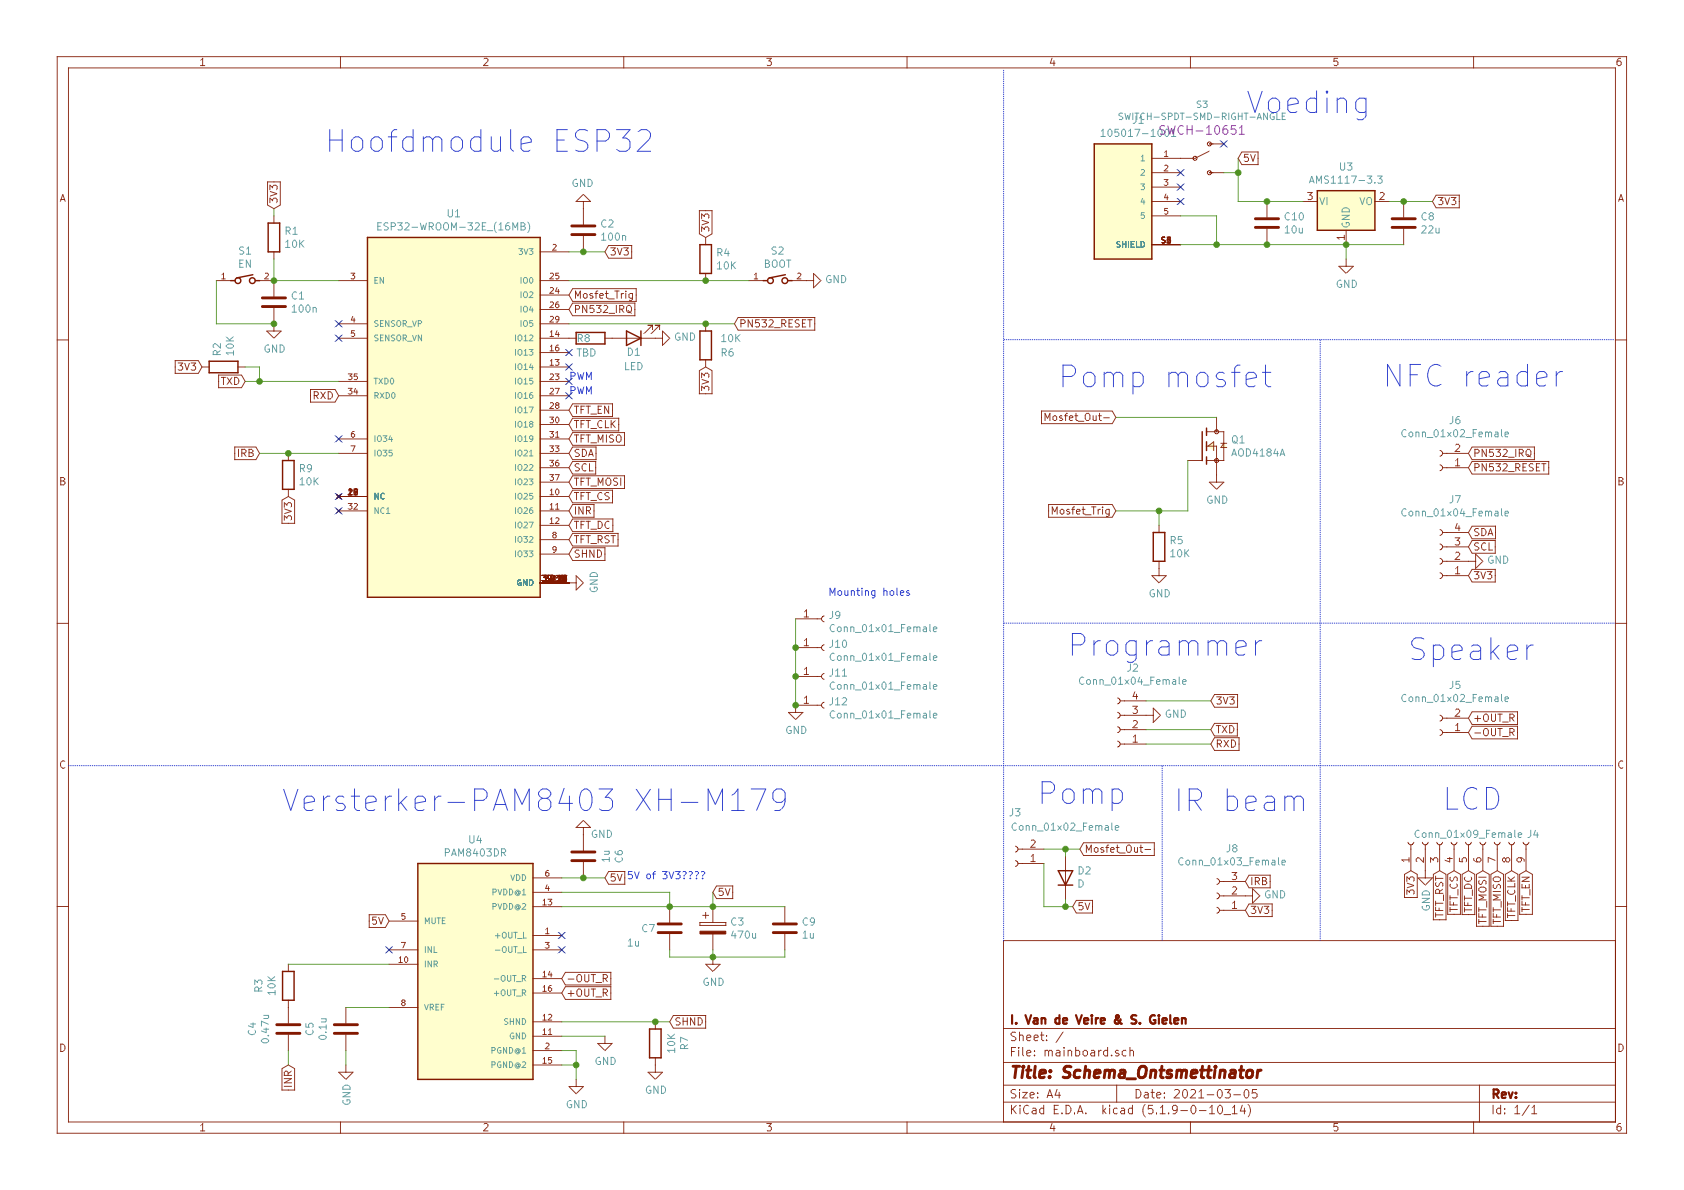 1 2 3 4 5 6
A
B
C
D
Hoofdmodule ESP32
U1
ESP32-WROOM-32E_(16MB)
3V3
R1
10K
S1
EN
1
2
C1
100n
GND
R2
10K
3V3
TXD
RXD
IRB
R9
10K
3V3
3 EN
4 SENSOR_VP
5 SENSOR_VN
35 TXD0
34 RXD0
6 IO34
7 IO35
NC
32 NC1
3V3 2
IO0 25
IO2 24 Mosfet_Trig
IO4 26 PN532_IRQ
IO5 29
IO12 14
IO13 16
IO14 13
IO15 23 PWM
IO16 27 PWM
IO17 28 TFT_EN
IO18 30 TFT_CLK
IO19 31 TFT_MISO
IO21 33 SDA
IO22 36 SCL
IO23 37 TFT_MOSI
IO25 10 TFT_CS
IO26 11 INR
IO27 12 TFT_DC
IO32 8 TFT_RST
IO33 9 SHND
GND
GND
GND
C2
100n
3V3
3V3
R4
10K
S2
BOOT
1
2
GND
PN532_RESET
10K
R6
3V3
R8
TBD
D1
LED
GND
Mounting holes
1 J9
Conn_01x01_Female
1 J10
Conn_01x01_Female
1 J11
Conn_01x01_Female
1 J12
Conn_01x01_Female
GND
Voeding
S3
SWITCH-SPDT-SMD-RIGHT-ANGLE
SWCH-10651
J1
105017-1001
1 1
2 2
3 3
4 4
5 5
SHIELD
5V
U3
AMS1117-3.3
3 VI
VO 2
GND
1
3V3
C10
10u
C8
22u
GND
Pomp mosfet
Mosfet_Out-
Q1
AOD4184A
GND
Mosfet_Trig
R5
10K
GND
NFC reader
J6
Conn_01x02_Female
2 PN532_IRQ
1 PN532_RESET
J7
Conn_01x04_Female
4 SDA
3 SCL
2 GND
1 3V3
Programmer
J2
Conn_01x04_Female
4 3V3
3 GND
2 TXD
1 RXD
Speaker
J5
Conn_01x02_Female
2 +OUT_R
1 -OUT_R
Versterker-PAM8403 XH-M179
U4
PAM8403DR
5V
5 MUTE
7 INL
10 INR
8 VREF
VDD 6
PVDD@1 4
PVDD@2 13
+OUT_L 1
-OUT_L 3
-OUT_R 14 -OUT_R
+OUT_R 16 +OUT_R
SHND 12 SHND
GND 11
PGND@1 2
PGND@2 15
R3
10K
C4
0.47u
INR
C5
0.1u
GND
GND
1u
C6
5V
5V of 3V3????
5V
C7
1u
C3
470u
C9
1u
GND
10K
R7
GND
GND
GND
Pomp
J3
Conn_01x02_Female
2
1
Mosfet_Out-
D2
D
5V
IR beam
J8
Conn_01x03_Female
3 IRB
2 GND
1 3V3
LCD
Conn_01x09_Female J4
1 3V3
2 GND
3 TFT_RST
4 TFT_CS
5 TFT_DC
6 TFT_MOSI
7 TFT_MISO
8 TFT_CLK
9 TFT_EN
I. Van de Veire & S. Gielen
Sheet: /
File: mainboard.sch
Title: Schema_Ontsmettinator
Size: A4 Date: 2021-03-05 Rev:
KiCad E.D.A. kicad (5.1.9-0-10_14) Id: 1/1
A
B
C
D
1 2 3 4 5 6